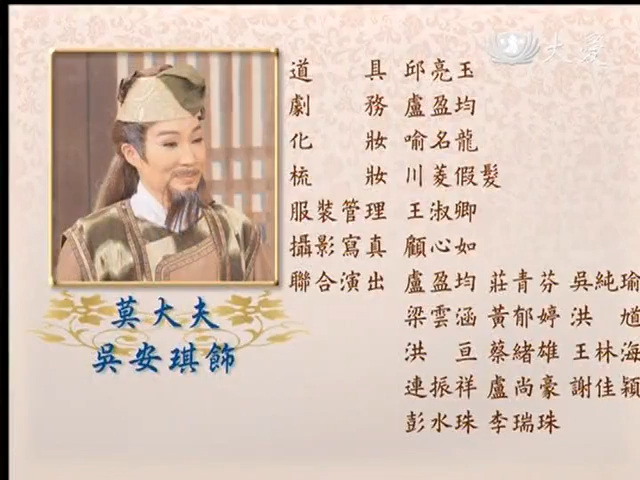 大愛
道具 邱亮玉
劇務 盧盈均
化妝 喻名龍
梳妝 川菱假髮
服裝管理 王淑卿
攝影寫真 顧心如
聯合演出 盧盈均 莊青芬 吳純瑜
梁雲涵 黃郁婷 洪馗
洪亘 蔡緒雄 王林海
連振祥 盧尚豪 謝佳穎
彭水珠 李瑞珠
莫大夫
吳安琪飾